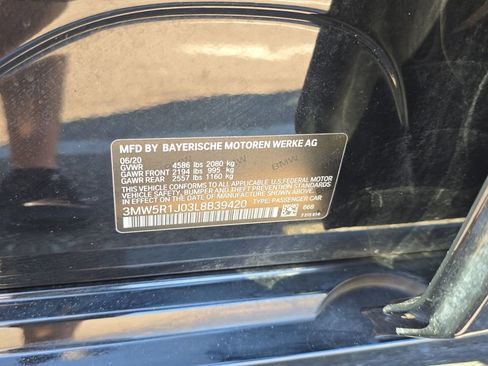 MFD BY BAYERISCHE MOTOREN WERKE AG
06/20
GVWR 4586 lbs 2080 kg
GAWR FRONT 2194 lbs 995 kg
GAWR REAR 2557 lbs 1160 kg
THIS VEHICLE CONFORMS TO ALL APPLICABLE U.S.FEDERAL MOTOR
VEHICLE SAFETY, BUMPER, AND THEFT PREVENTION STANDARDS
IN EFFECT ON THE DATE OF MANUFACTURE SHOWN ABOVE.
3MW5R1J03L8B39420 TYPE: PASSENGER CAR
668
BMW